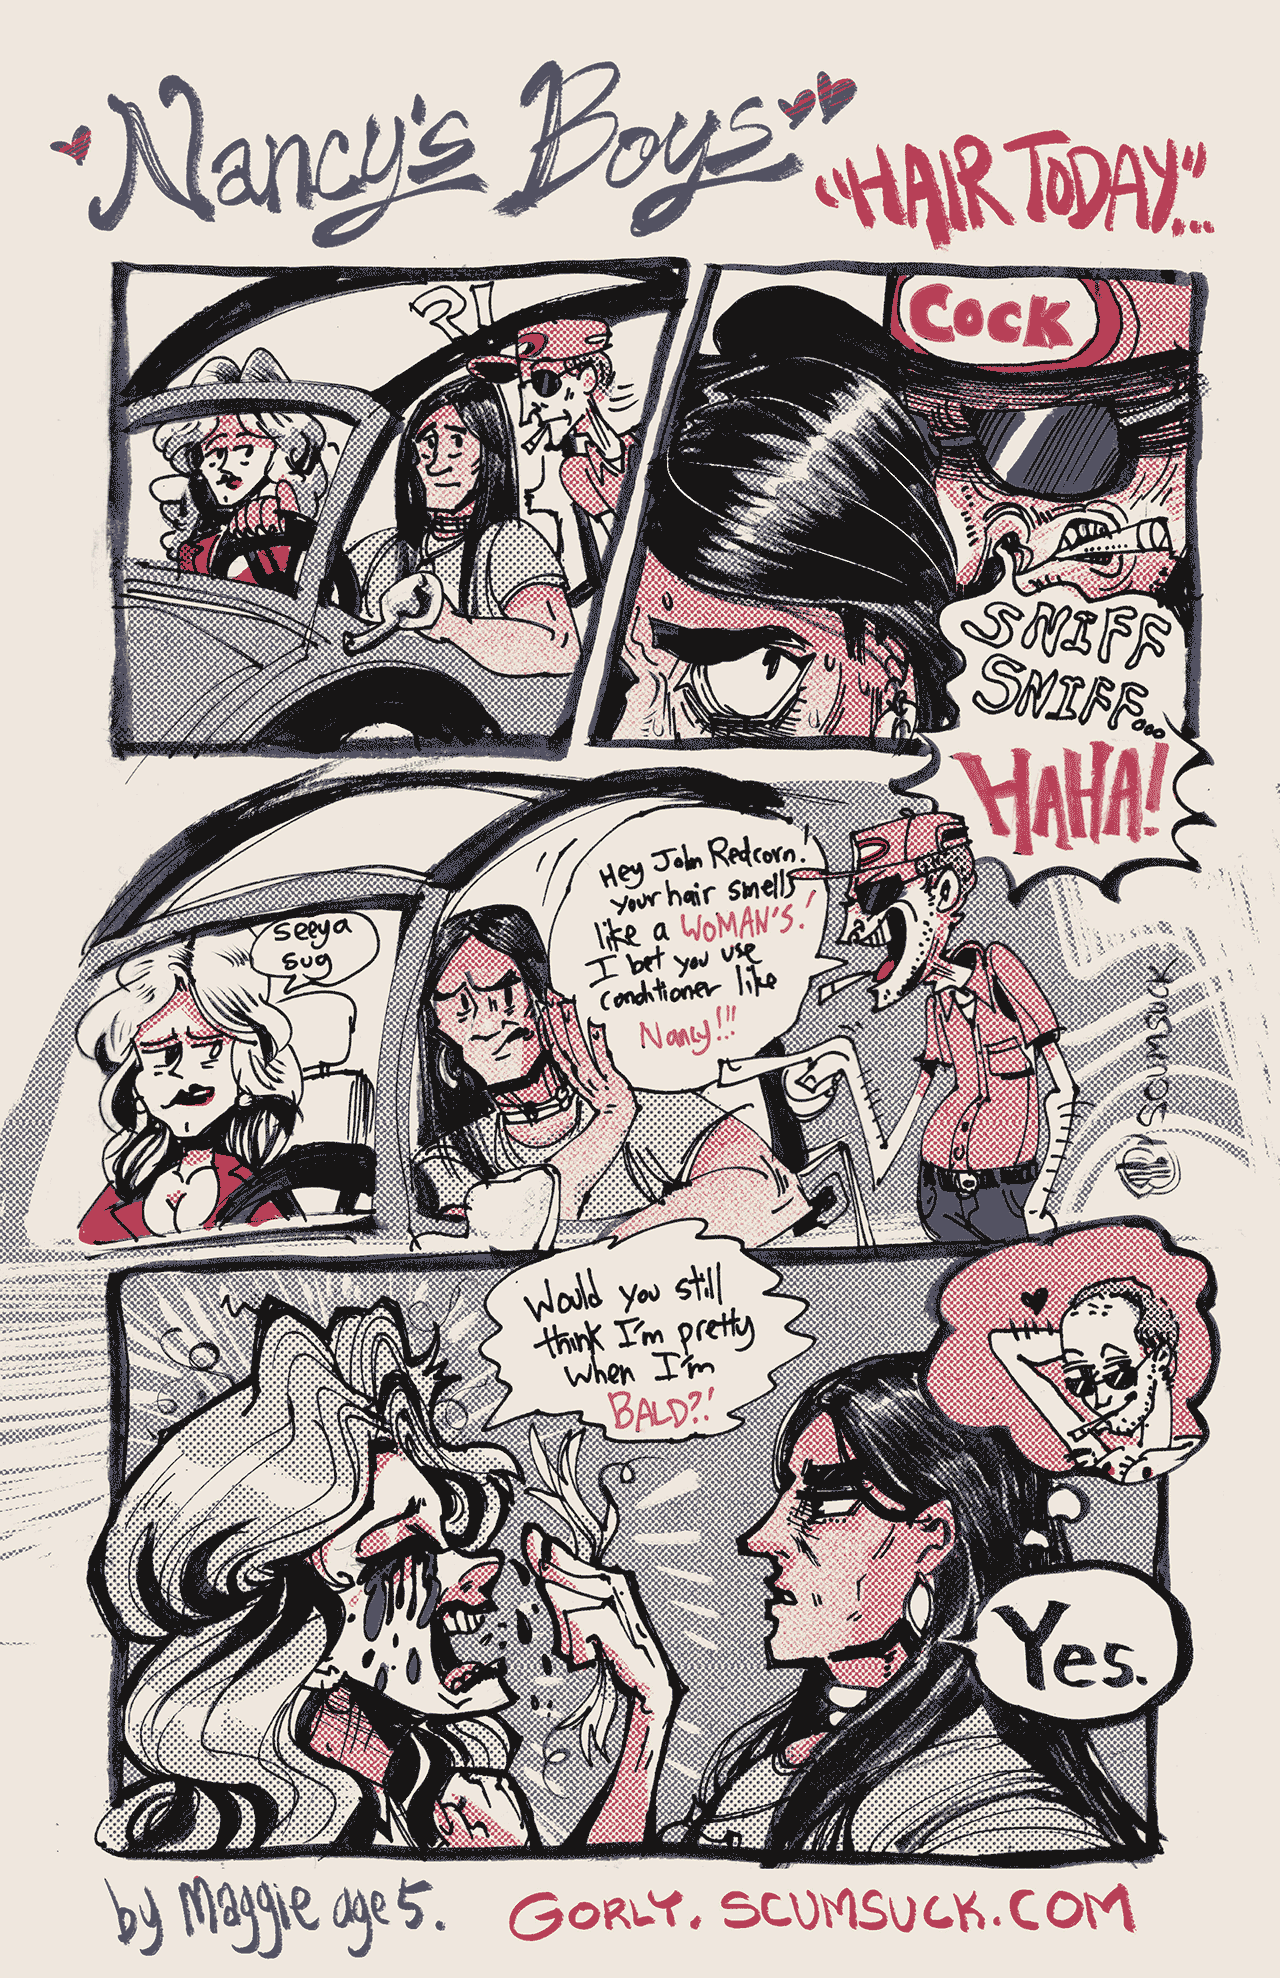 Nancy's Boys
"HAIR TODAY"...
?!
COCK
SNIFF
SNIFF...
HAHA!
Hey John Redcorn!
your hair smells
like a WOMAN'S!
I bet you use
conditioner like
Nancy!!!
seeya
sug
SCUMSUCK
Would you still
think I'm pretty
when I'm
BALD?!
Yes.
by Maggie age 5.
GORLY.SCUMSUCK.COM